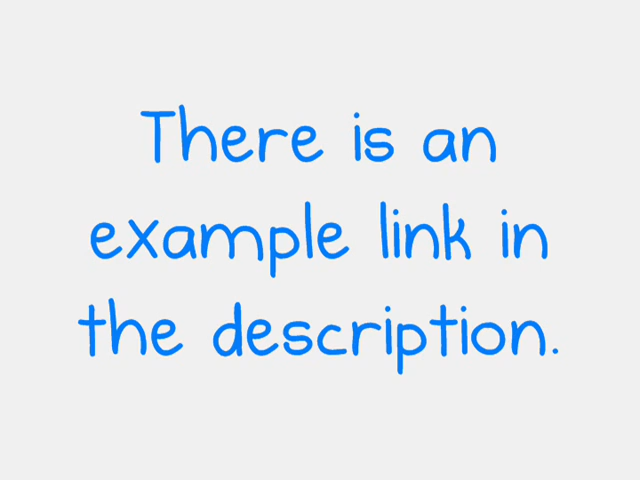 There is an
example link in
the description.